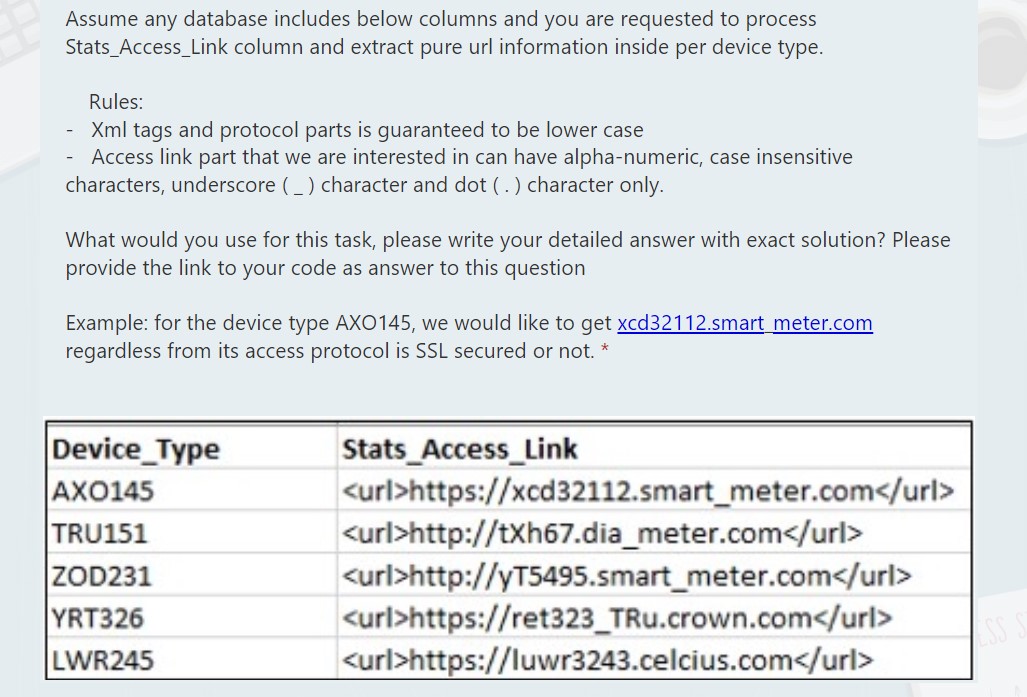 Assume any database includes below columns and you are requested to process
Stats_Access_Link column and extract pure url information inside per device type.
Rules:
- Xml tags and protocol parts is guaranteed to be lower case
- Access link part that we are interested in can have alpha-numeric, case insensitive
characters, underscore ( _ ) character and dot ( . ) character only.
What would you use for this task, please write your detailed answer with exact solution? Please
provide the link to your code as answer to this question
Example: for the device type AXO145, we would like to get xcd32112.smart_meter.com
regardless from its access protocol is SSL secured or not. *
Device_Type Stats_Access_Link
AXO145 <url>https://xcd32112.smart_meter.com</url>
TRU151 <url>http://tXh67.dia_meter.com</url>
ZOD231 <url>http://yT5495.smart_meter.com</url>
YRT326 <url>https://ret323_TRu.crown.com</url>
LWR245 <url>https://luwr3243.celcius.com</url>